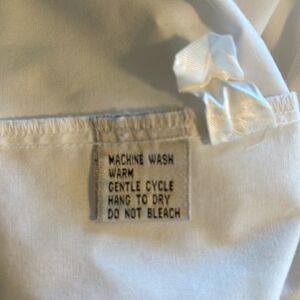 MACHINE WASH
WARM
GENTLE CYCLE
HANG TO DRY
DO NOT BLEACH